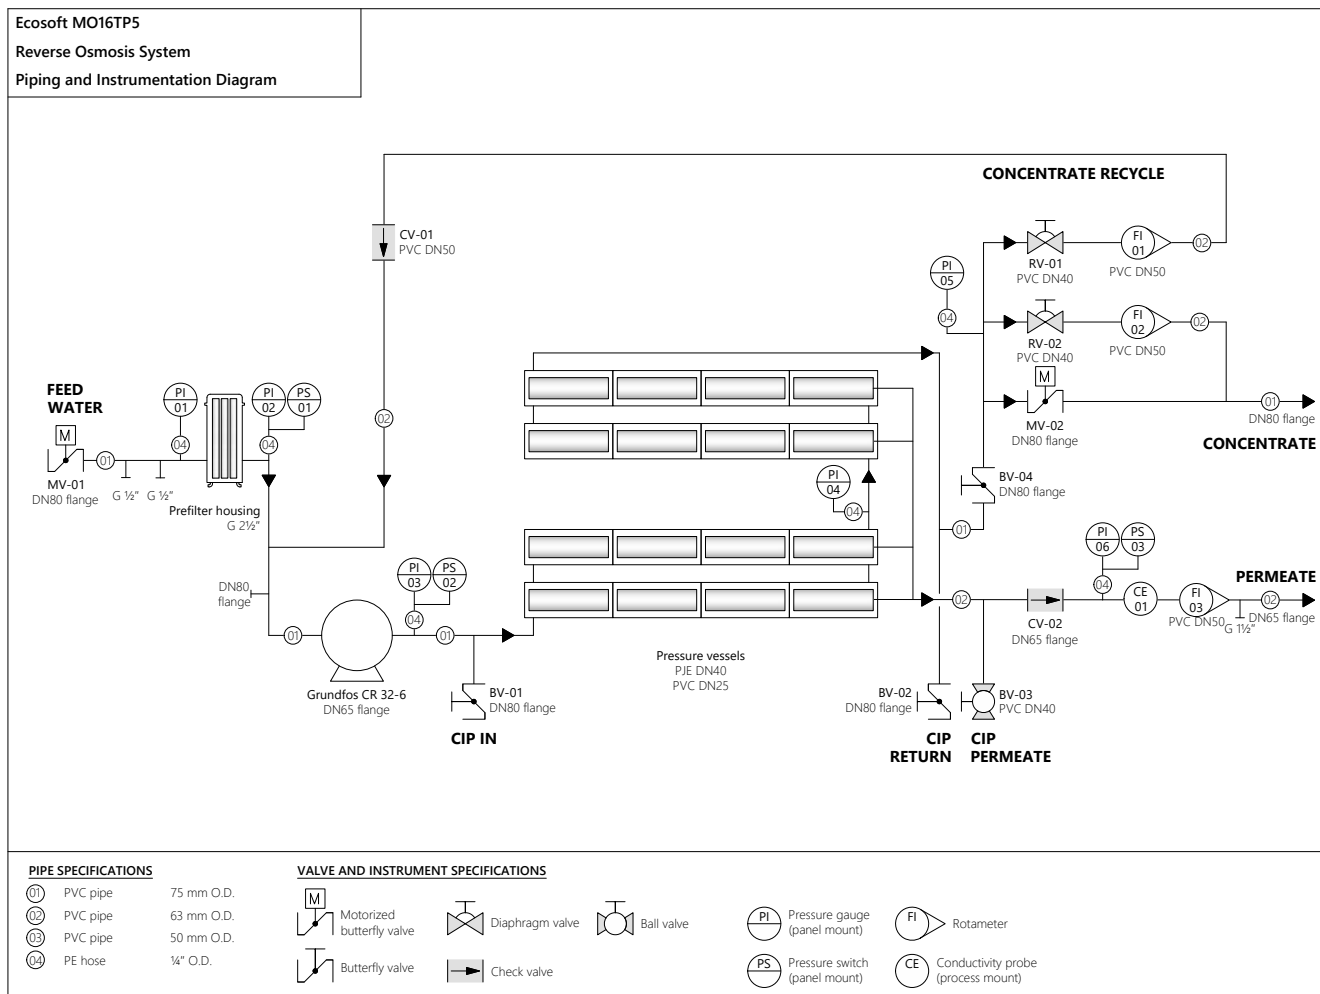 Ecosoft MO16TP5
Reverse Osmosis System
Piping and Instrumentation Diagram
CONCENTRATE RECYCLE
CV-01
PVC DN50
PI
05
04
RV-01
PVC DN40
FI
01
PVC DN50
02
RV-02
PVC DN40
FI
02
PVC DN50
02
M
MV-02
DN80 flange
01
DN80 flange
CONCENTRATE
FEED
WATER
M
MV-01
DN80 flange
01
G ½"
G ½"
PI
01
04
Prefilter housing
G 2½"
PI
02
PS
01
04
02
PI
04
04
BV-04
DN80 flange
01
DN80
flange
01
PI
03
PS
02
04
01
Grundfos CR 32-6
DN65 flange
BV-01
DN80 flange
CIP IN
Pressure vessels
PJE DN40
PVC DN25
02
CV-02
DN65 flange
PI
06
PS
03
04
CE
01
FI
03
PVC DN50
G 1½"
PERMEATE
02
DN65 flange
BV-02
DN80 flange
CIP
RETURN
BV-03
PVC DN40
CIP
PERMEATE
PIPE SPECIFICATIONS
01 PVC pipe 75 mm O.D.
02 PVC pipe 63 mm O.D.
03 PVC pipe 50 mm O.D.
04 PE hose ¼" O.D.
VALVE AND INSTRUMENT SPECIFICATIONS
M
Motorized
butterfly valve
Butterfly valve
Diaphragm valve
Check valve
Ball valve
PI
Pressure gauge
(panel mount)
PS
Pressure switch
(panel mount)
FI
Rotameter
CE
Conductivity probe
(process mount)